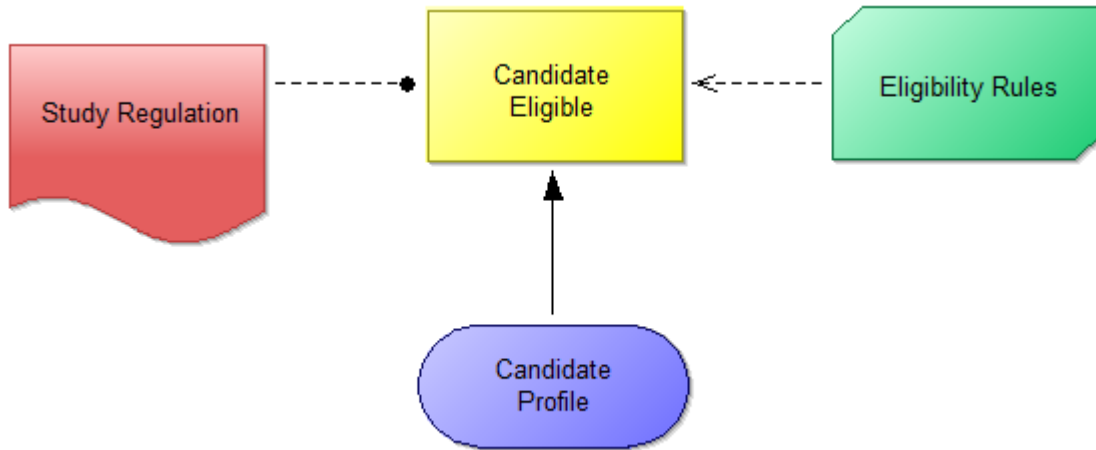 Study Regulation
Candidate
Eligible
Eligibility Rules
Candidate
Profile